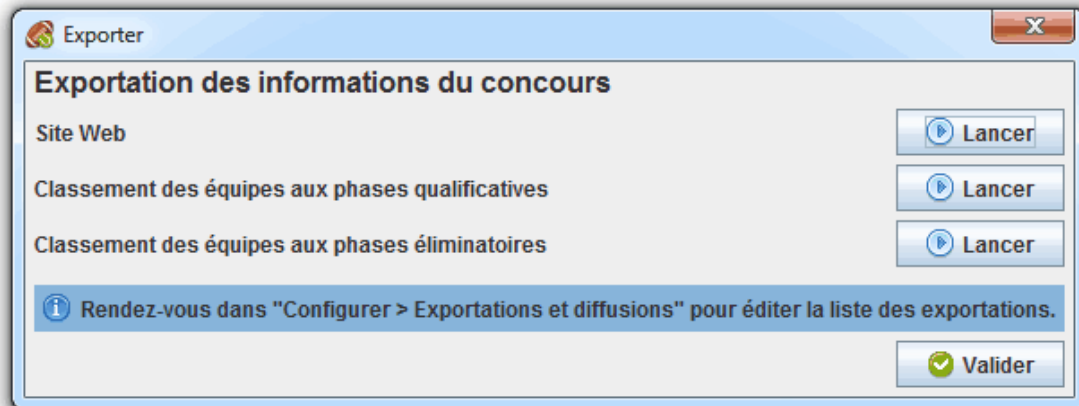 Exporter
Exportation des informations du concours
Site Web
Lancer
Classement des équipes aux phases qualificatives
Lancer
Classement des équipes aux phases éliminatoires
Lancer
Rendez-vous dans "Configurer > Exportations et diffusions" pour éditer la liste des exportations.
Valider